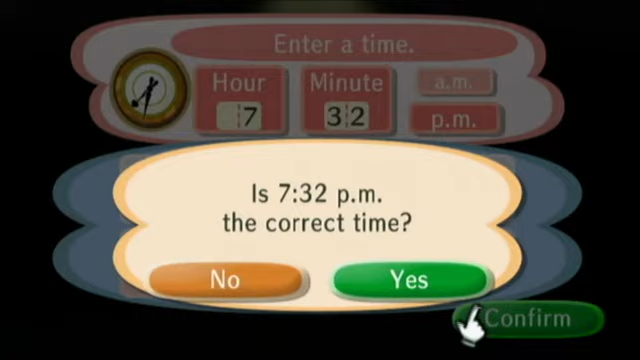 Enter a time.
Hour
Minute
a.m.
7
32
p.m.
Is 7:32 p.m.
the correct time?
No
Yes
Confirm